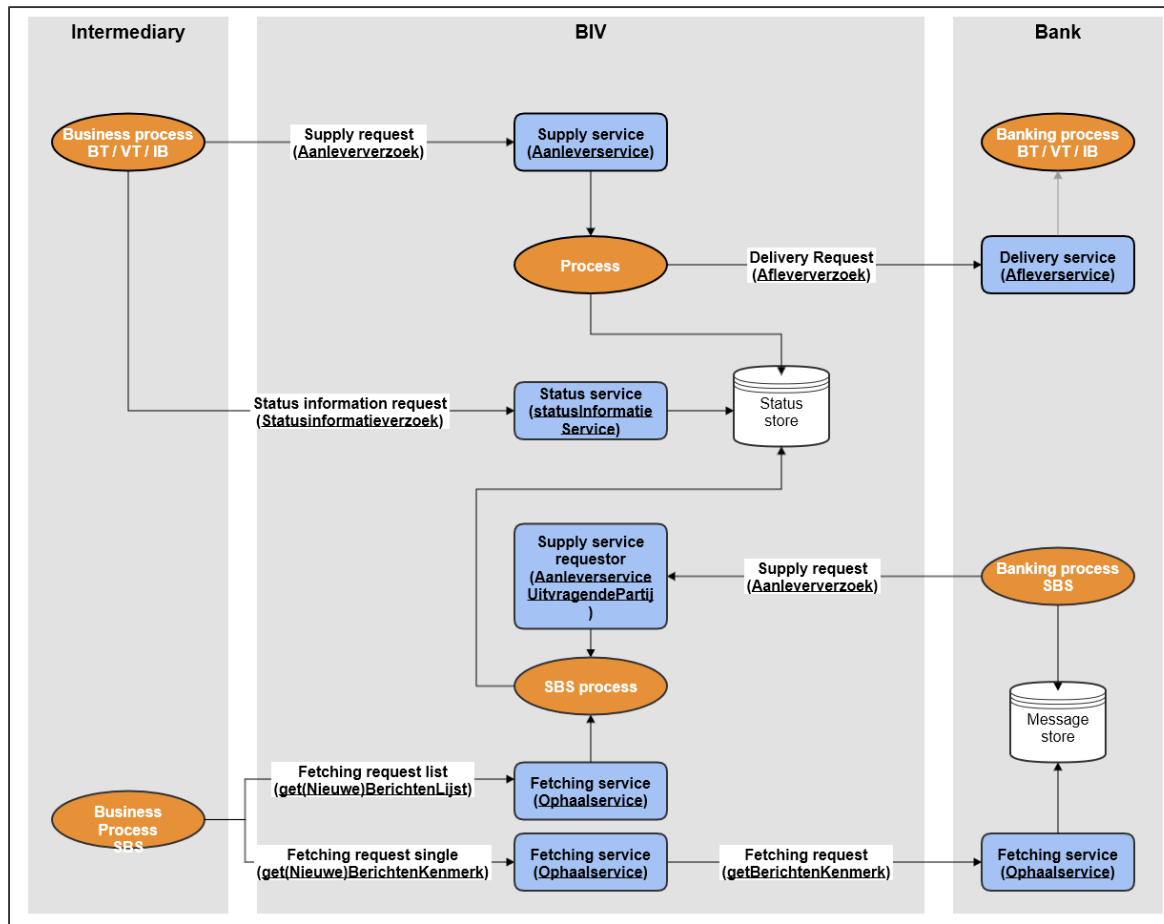 Intermediary
BIV
Bank
Business process
BT / VT / IB
Supply request
(Aanleververzoek)
Supply service
(Aanleverservice)
Banking process
BT / VT / IB
Process
Delivery Request
(Afleververzoek)
Delivery service
(Afleverservice)
Status information request
(Statusinformatieverzoek)
Status service
(statusInformatie
Service)
Status
store
Supply service
requestor
(Aanleverservice
UitvragendePartij
)
Supply request
(Aanleververzoek)
Banking process
SBS
SBS process
Message
store
Fetching request list
(get(Nieuwe)BerichtenLijst)
Fetching service
(Ophaalservice)
Business
Process
SBS
Fetching request single
(get(Nieuwe)BerichtenKenmerk)
Fetching service
(Ophaalservice)
Fetching request
(getBerichtenKenmerk)
Fetching service
(Ophaalservice)